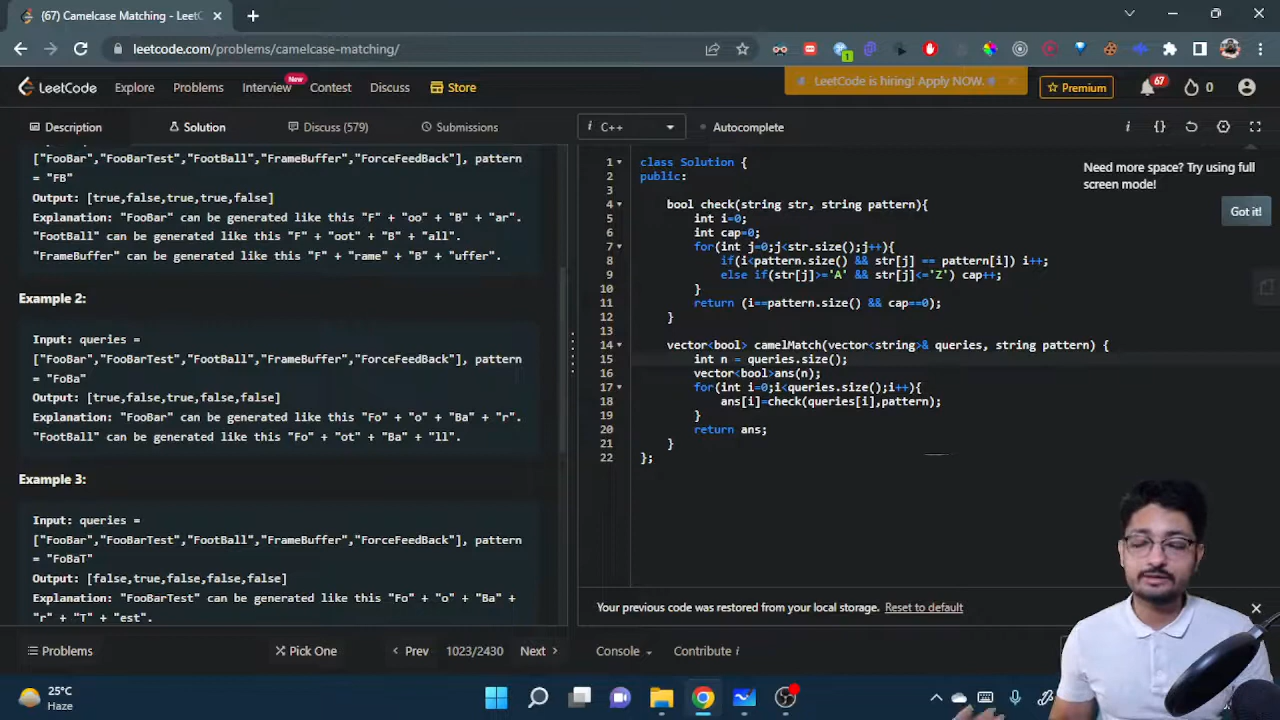 (67) Camelcase Matching - LeetC
leetcode.com/problems/camelcase-matching/
1
LeetCode
Explore
Problems
Interview
New
Contest
Discuss
Store
LeetCode is hiring! Apply NOW.
Premium
67
0
Description
Solution
Discuss (579)
Submissions
["FooBar","FooBarTest","FootBall","FrameBuffer","ForceFeedBack"], pattern
= "FB"
Output: [true,false,true,true,false]
Explanation: "FooBar" can be generated like this "F" + "oo" + "B" + "ar".
"FootBall" can be generated like this "F" + "oot" + "B" + "all".
"FrameBuffer" can be generated like this "F" + "rame" + "B" + "uffer".
Example 2:
Input: queries =
["FooBar","FooBarTest","FootBall","FrameBuffer","ForceFeedBack"], pattern
= "FoBa"
Output: [true,false,true,false,false]
Explanation: "FooBar" can be generated like this "Fo" + "o" + "Ba" + "r".
"FootBall" can be generated like this "Fo" + "ot" + "Ba" + "ll".
Example 3:
Input: queries =
["FooBar","FooBarTest","FootBall","FrameBuffer","ForceFeedBack"], pattern
= "FoBaT"
Output: [false,true,false,false,false]
Explanation: "FooBarTest" can be generated like this "Fo" + "o" + "Ba" +
"r" + "T" + "est".
Problems
Pick One
Prev
1023/2430
Next
i C++
Autocomplete
i
{}
Need more space? Try using full
screen mode!
Got it!
1 class Solution {
2 public:
3
4 bool check(string str, string pattern){
5 int i=0;
6 int cap=0;
7 for(int j=0;j<str.size();j++){
8 if(i<pattern.size() && str[j] == pattern[i]) i++;
9 else if(str[j]>='A' && str[j]<='Z') cap++;
10 }
11 return (i==pattern.size() && cap==0);
12 }
13
14 vector<bool> camelMatch(vector<string>& queries, string pattern) {
15 int n = queries.size();
16 vector<bool>ans(n);
17 for(int i=0;i<queries.size();i++){
18 ans[i]=check(queries[i],pattern);
19 }
20 return ans;
21 }
22 };
Your previous code was restored from your local storage. Reset to default
Console
Contribute i
25°C
Haze